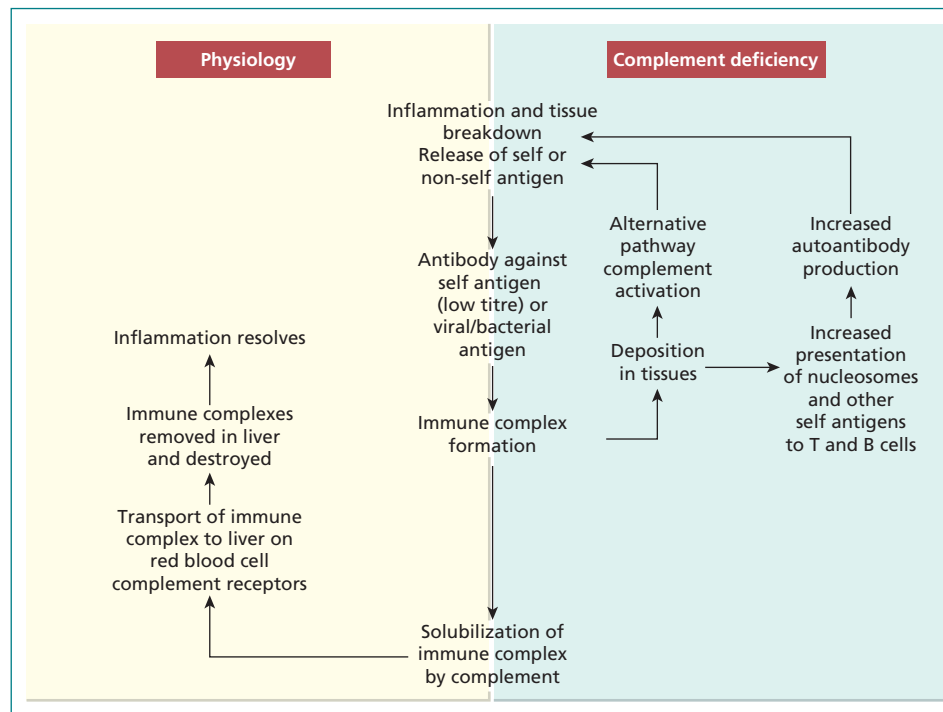 Physiology
Complement deficiency
Inflammation and tissue
breakdown
Release of self or
non-self antigen
Antibody against
self antigen
(low titre) or
viral/bacterial
antigen
Immune complex
formation
Solubilization of
immune complex
by complement
Transport of immune
complex to liver on
red blood cell
complement receptors
Immune complexes
removed in liver
and destroyed
Inflammation resolves
Deposition
in tissues
Alternative
pathway
complement
activation
Increased
presentation
of nucleosomes
and other
self antigens
to T and B cells
Increased
autoantibody
production